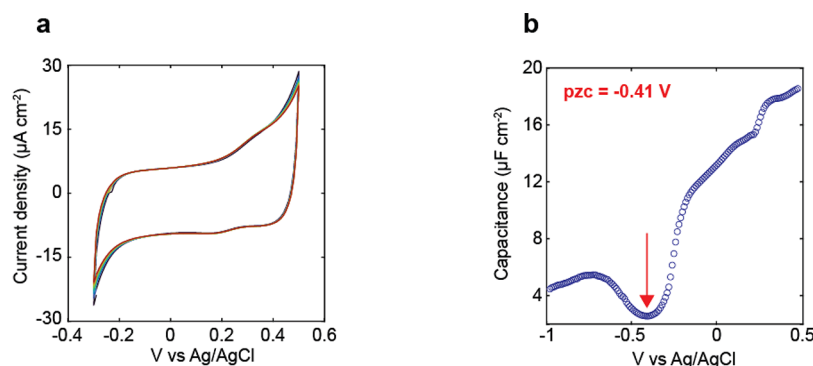 a
30
15
0
-15
-30
-0.4
-0.2
0
0.2
0.4
0.6
Current density (µA cm⁻²)
V vs Ag/AgCl
b
pzc = -0.41 V
20
16
12
8
4
-1
-0.5
0
0.5
Capacitance (µF cm⁻²)
V vs Ag/AgCl